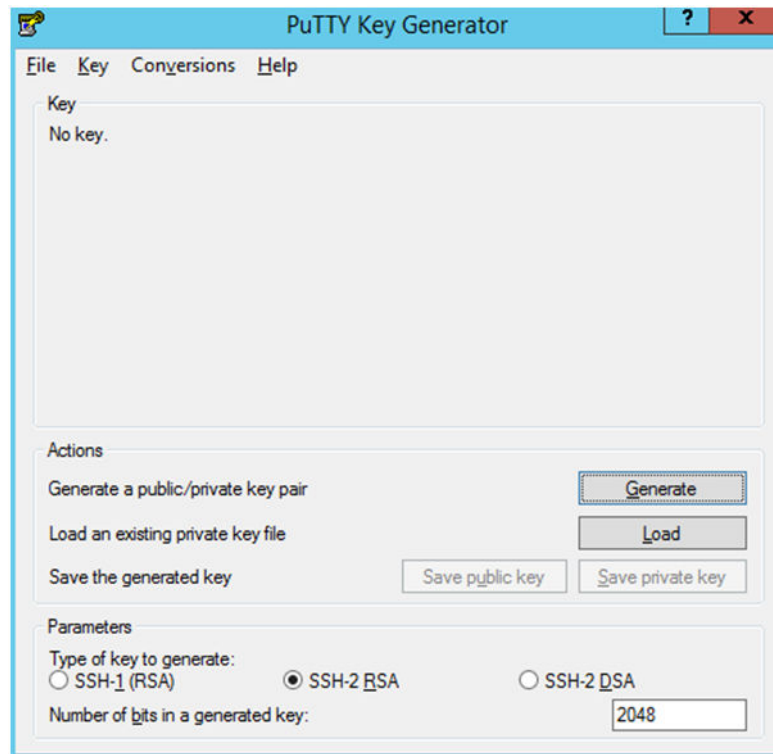 PuTTY Key Generator
? x
File Key Conversions Help
Key
No key.
Actions
Generate a public/private key pair Generate
Load an existing private key file Load
Save the generated key Save public key Save private key
Parameters
Type of key to generate:
SSH-1 (RSA) SSH-2 RSA SSH-2 DSA
Number of bits in a generated key: 2048